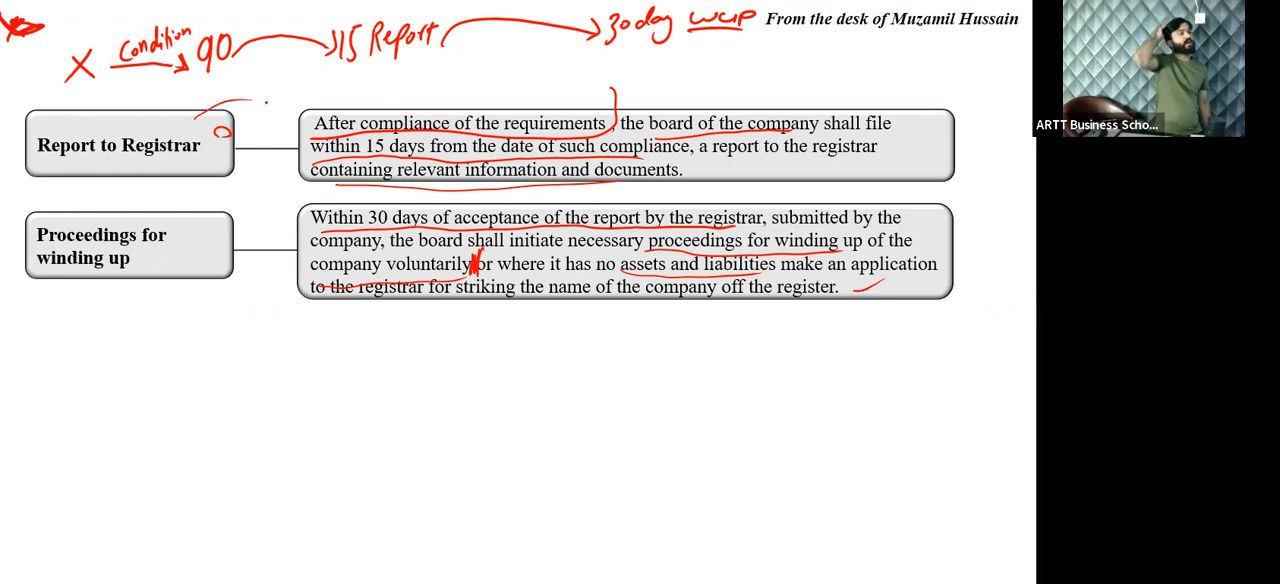 X Condition 90 15 Report 30 day WUP
From the desk of Muzamil Hussain
ARTT Business Scho...
Report to Registrar
After compliance of the requirements, the board of the company shall file
within 15 days from the date of such compliance, a report to the registrar
containing relevant information and documents.
Proceedings for
winding up
Within 30 days of acceptance of the report by the registrar, submitted by the
company, the board shall initiate necessary proceedings for winding up of the
company voluntarily or where it has no assets and liabilities make an application
to the registrar for striking the name of the company off the register.